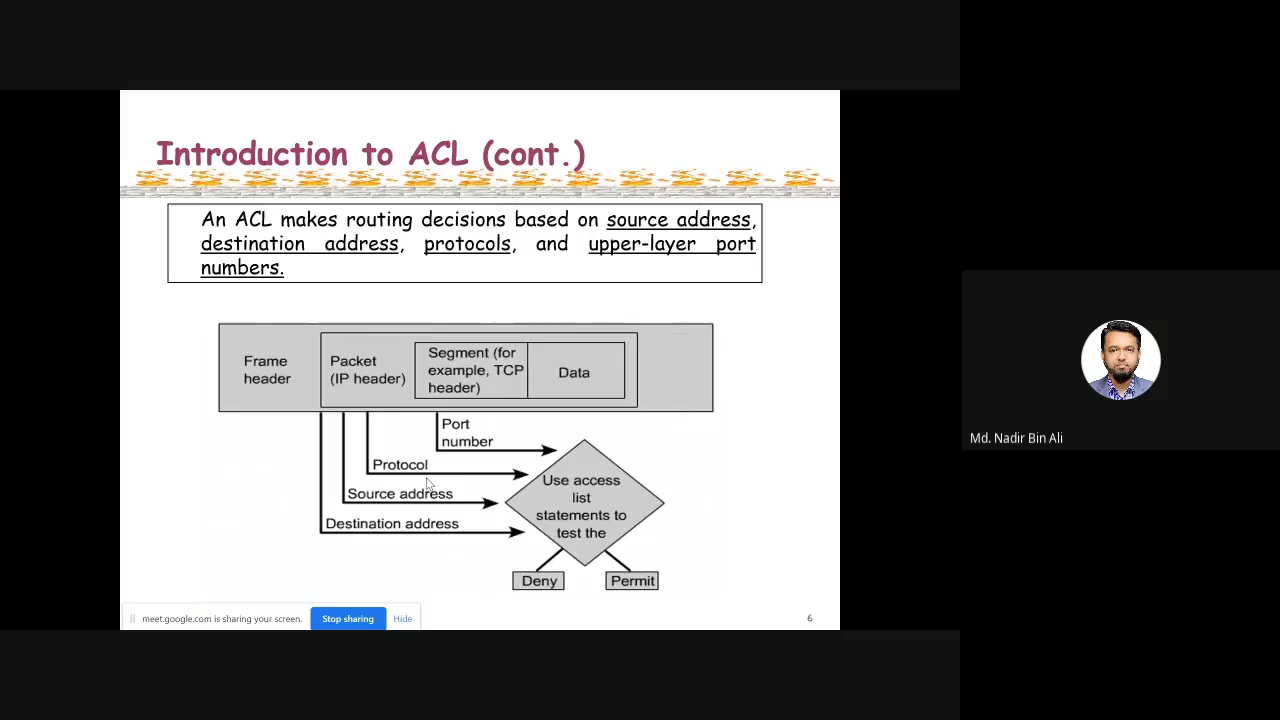 Introduction to ACL (cont.)
An ACL makes routing decisions based on source address,
destination address, protocols, and upper-layer port
numbers.
Frame
header
Packet
(IP header)
Segment (for
example, TCP
header)
Data
Port
number
Protocol
Source address
Destination address
Use access
list
statements to
test the
Deny
Permit
meet.google.com is sharing your screen.
Stop sharing
Hide
6
Md. Nadir Bin Ali